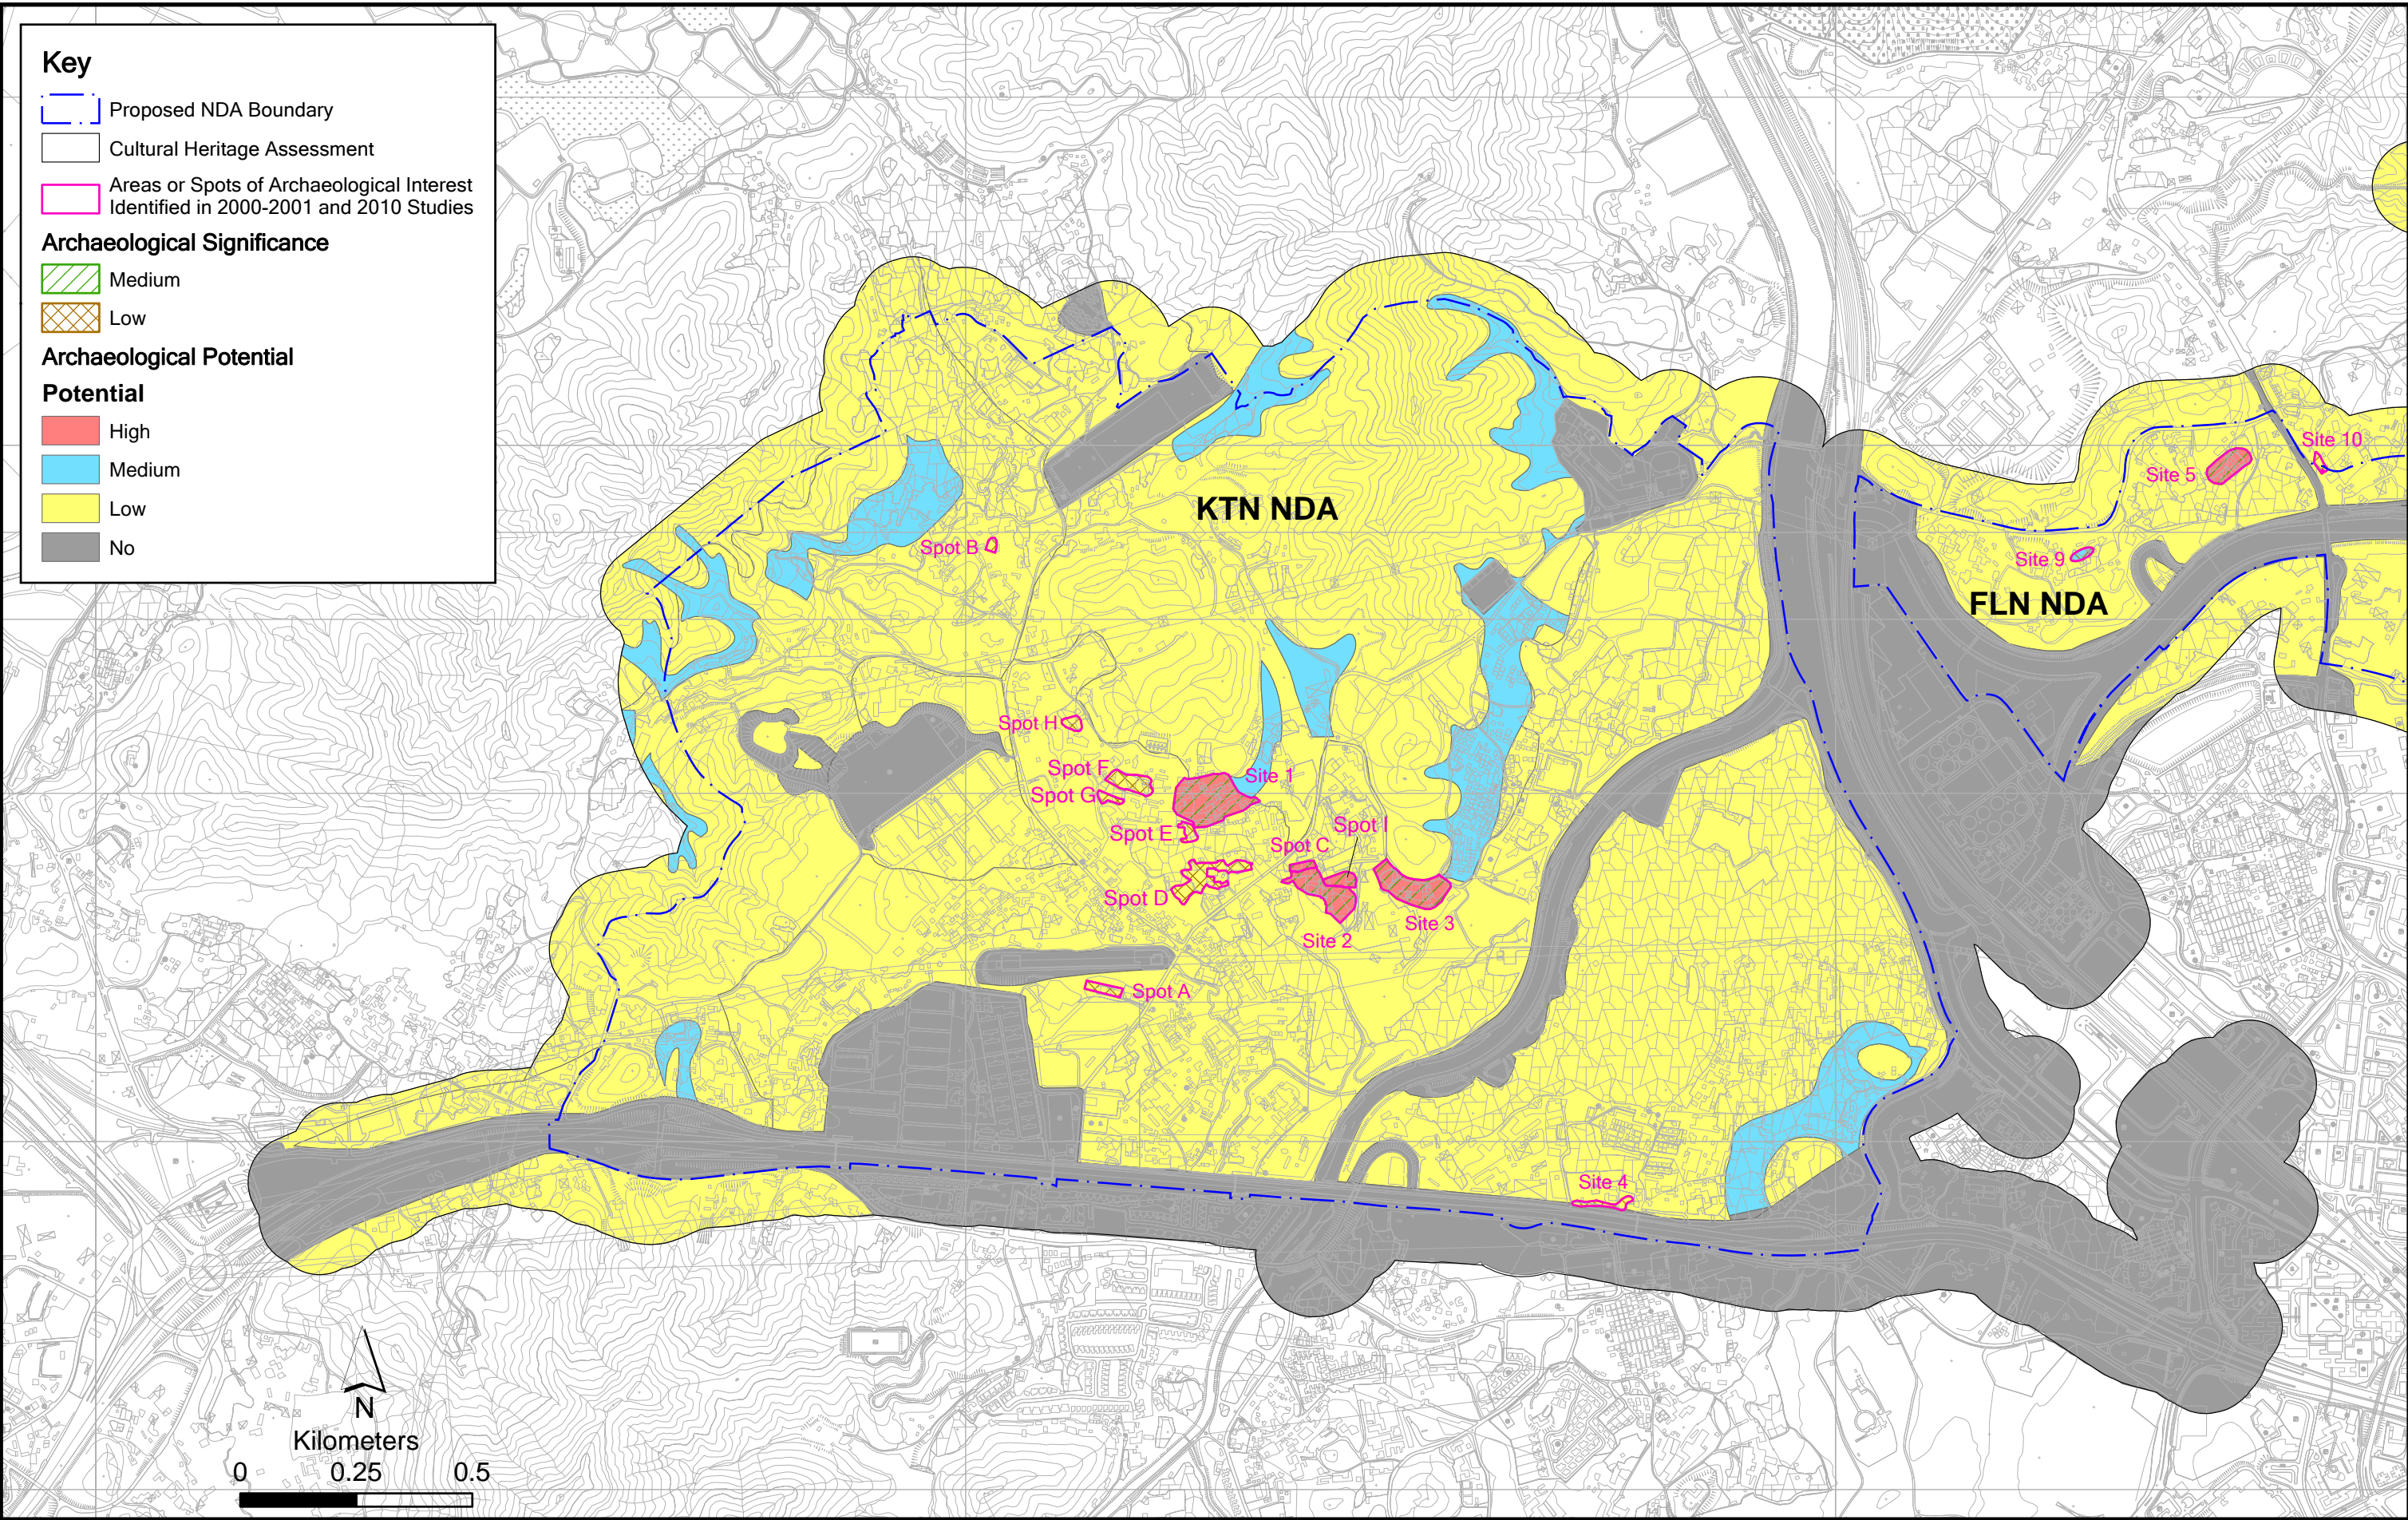 Key
Proposed NDA Boundary
Cultural Heritage Assessment
Areas or Spots of Archaeological Interest
Identified in 2000-2001 and 2010 Studies
Archaeological Significance
Medium
Low
Archaeological Potential
Potential
High
Medium
Low
No
Site 10
Site 5
KTN NDA
Spot B
Site 9
FLN NDA
Spot H
Spot F
Site 1
Spot G
Spot E
Spot I
Spot C
Spot D
Site 3
Site 2
Spot A
Site 4
N
Kilometers
0 0.25 0.5